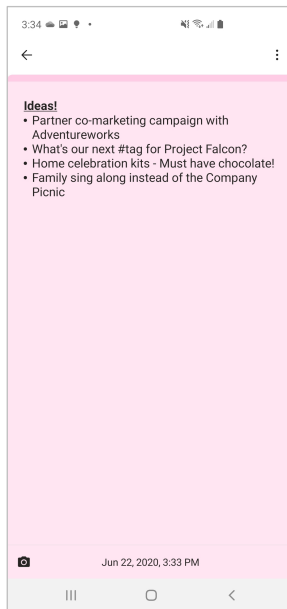 3:34
Ideas!
• Partner co-marketing campaign with
Adventureworks
• What's our next #tag for Project Falcon?
• Home celebration kits - Must have chocolate!
• Family sing along instead of the Company
Picnic
Jun 22, 2020, 3:33 PM